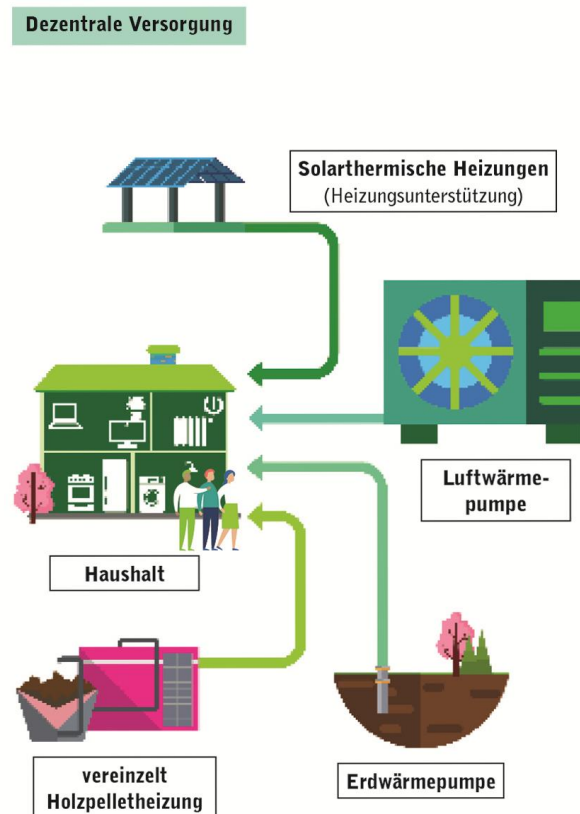 Dezentrale Versorgung
Solarthermische Heizungen
(Heizungsunterstützung)
Luftwärme-
pumpe
Haushalt
vereinzelt
Holzpelletheizung
Erdwärmepumpe